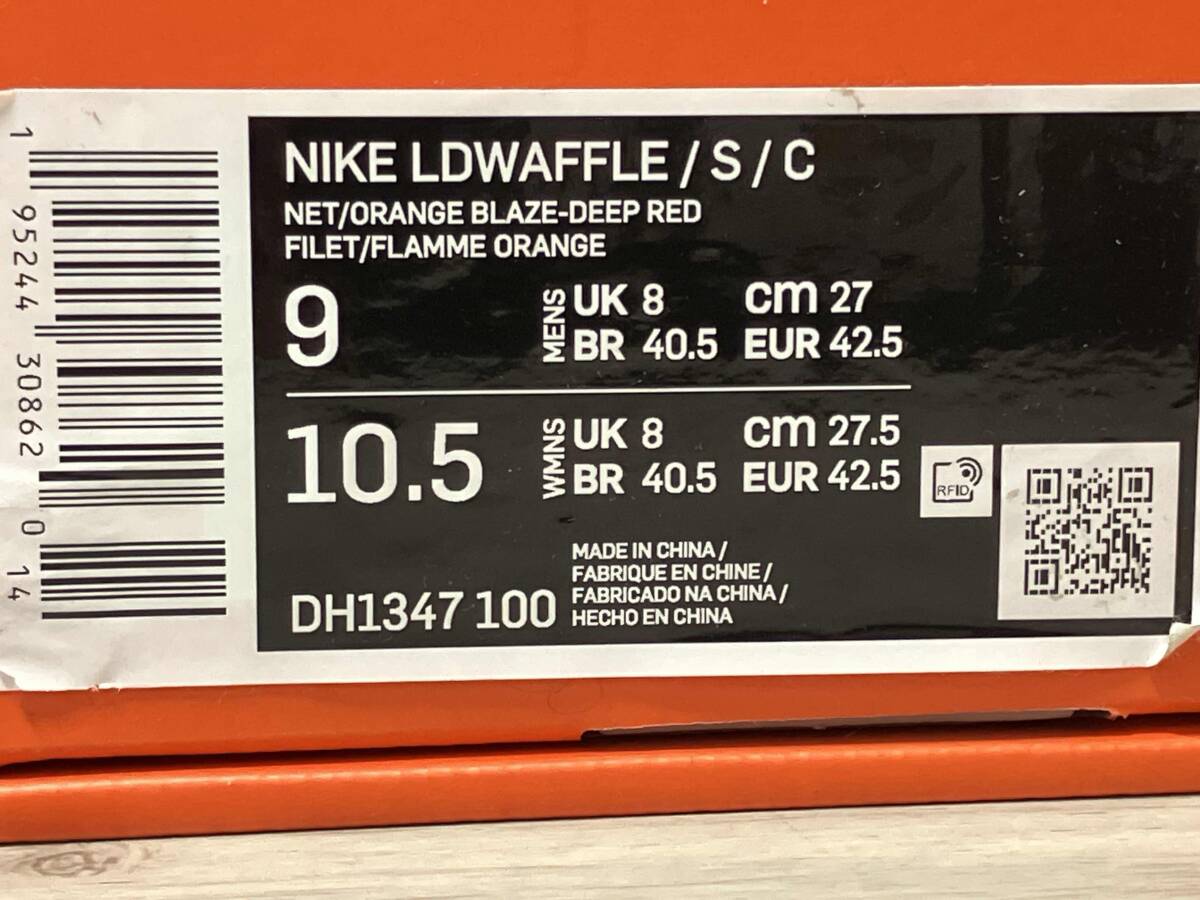 1 95244 30862 0 14
NIKE LDWAFFLE / S / C
NET/ORANGE BLAZE-DEEP RED
FILET/FLAMME ORANGE
9 MENS UK 8 cm 27
BR 40.5 EUR 42.5
10.5 WMNS UK 8 cm 27.5
BR 40.5 EUR 42.5
RFID
MADE IN CHINA /
FABRIQUE EN CHINE /
FABRICADO NA CHINA /
HECHO EN CHINA
DH1347 100